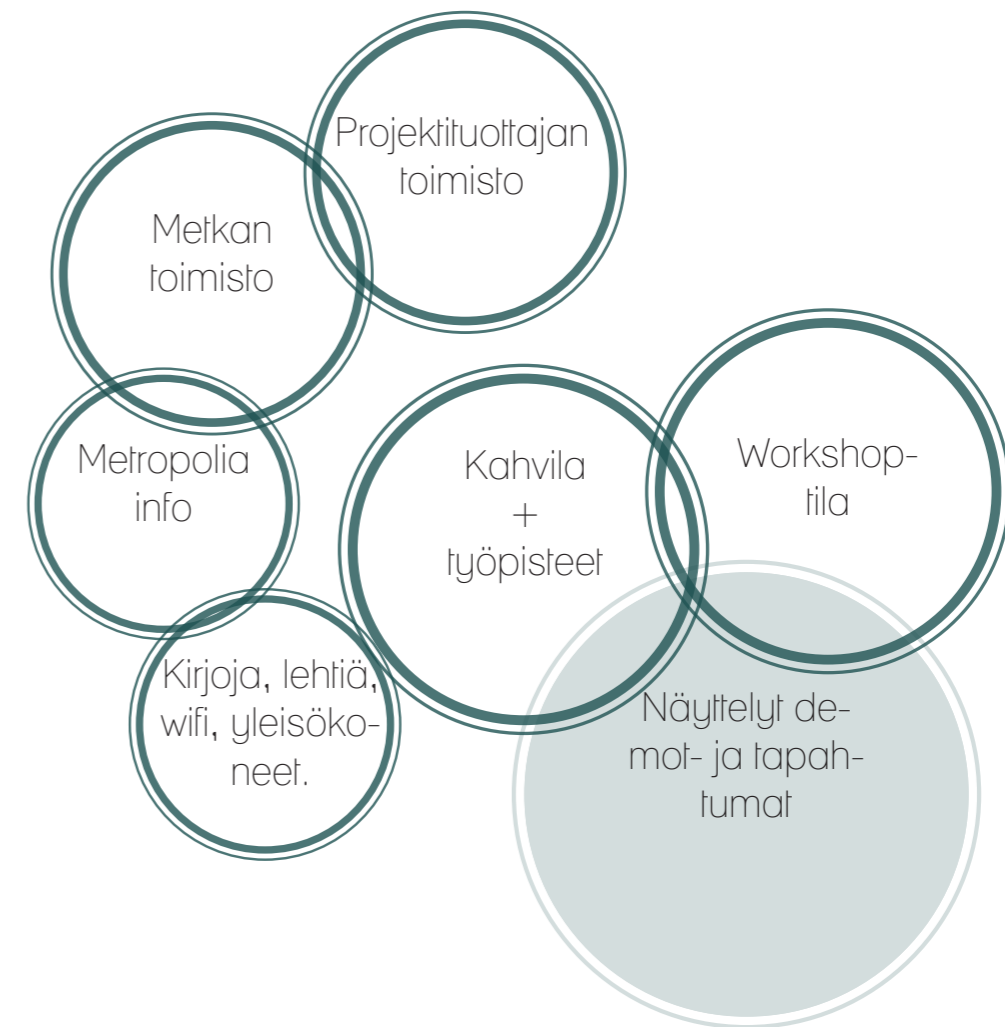 Projektituottajan
toimisto
Metkan
toimisto
Metropolia
info
Kahvila
+
työpisteet
Workshop-
tila
Kirjoja, lehtiä,
wifi, yleisöko-
neet.
Näyttelyt de-
mot- ja tapah-
tumat